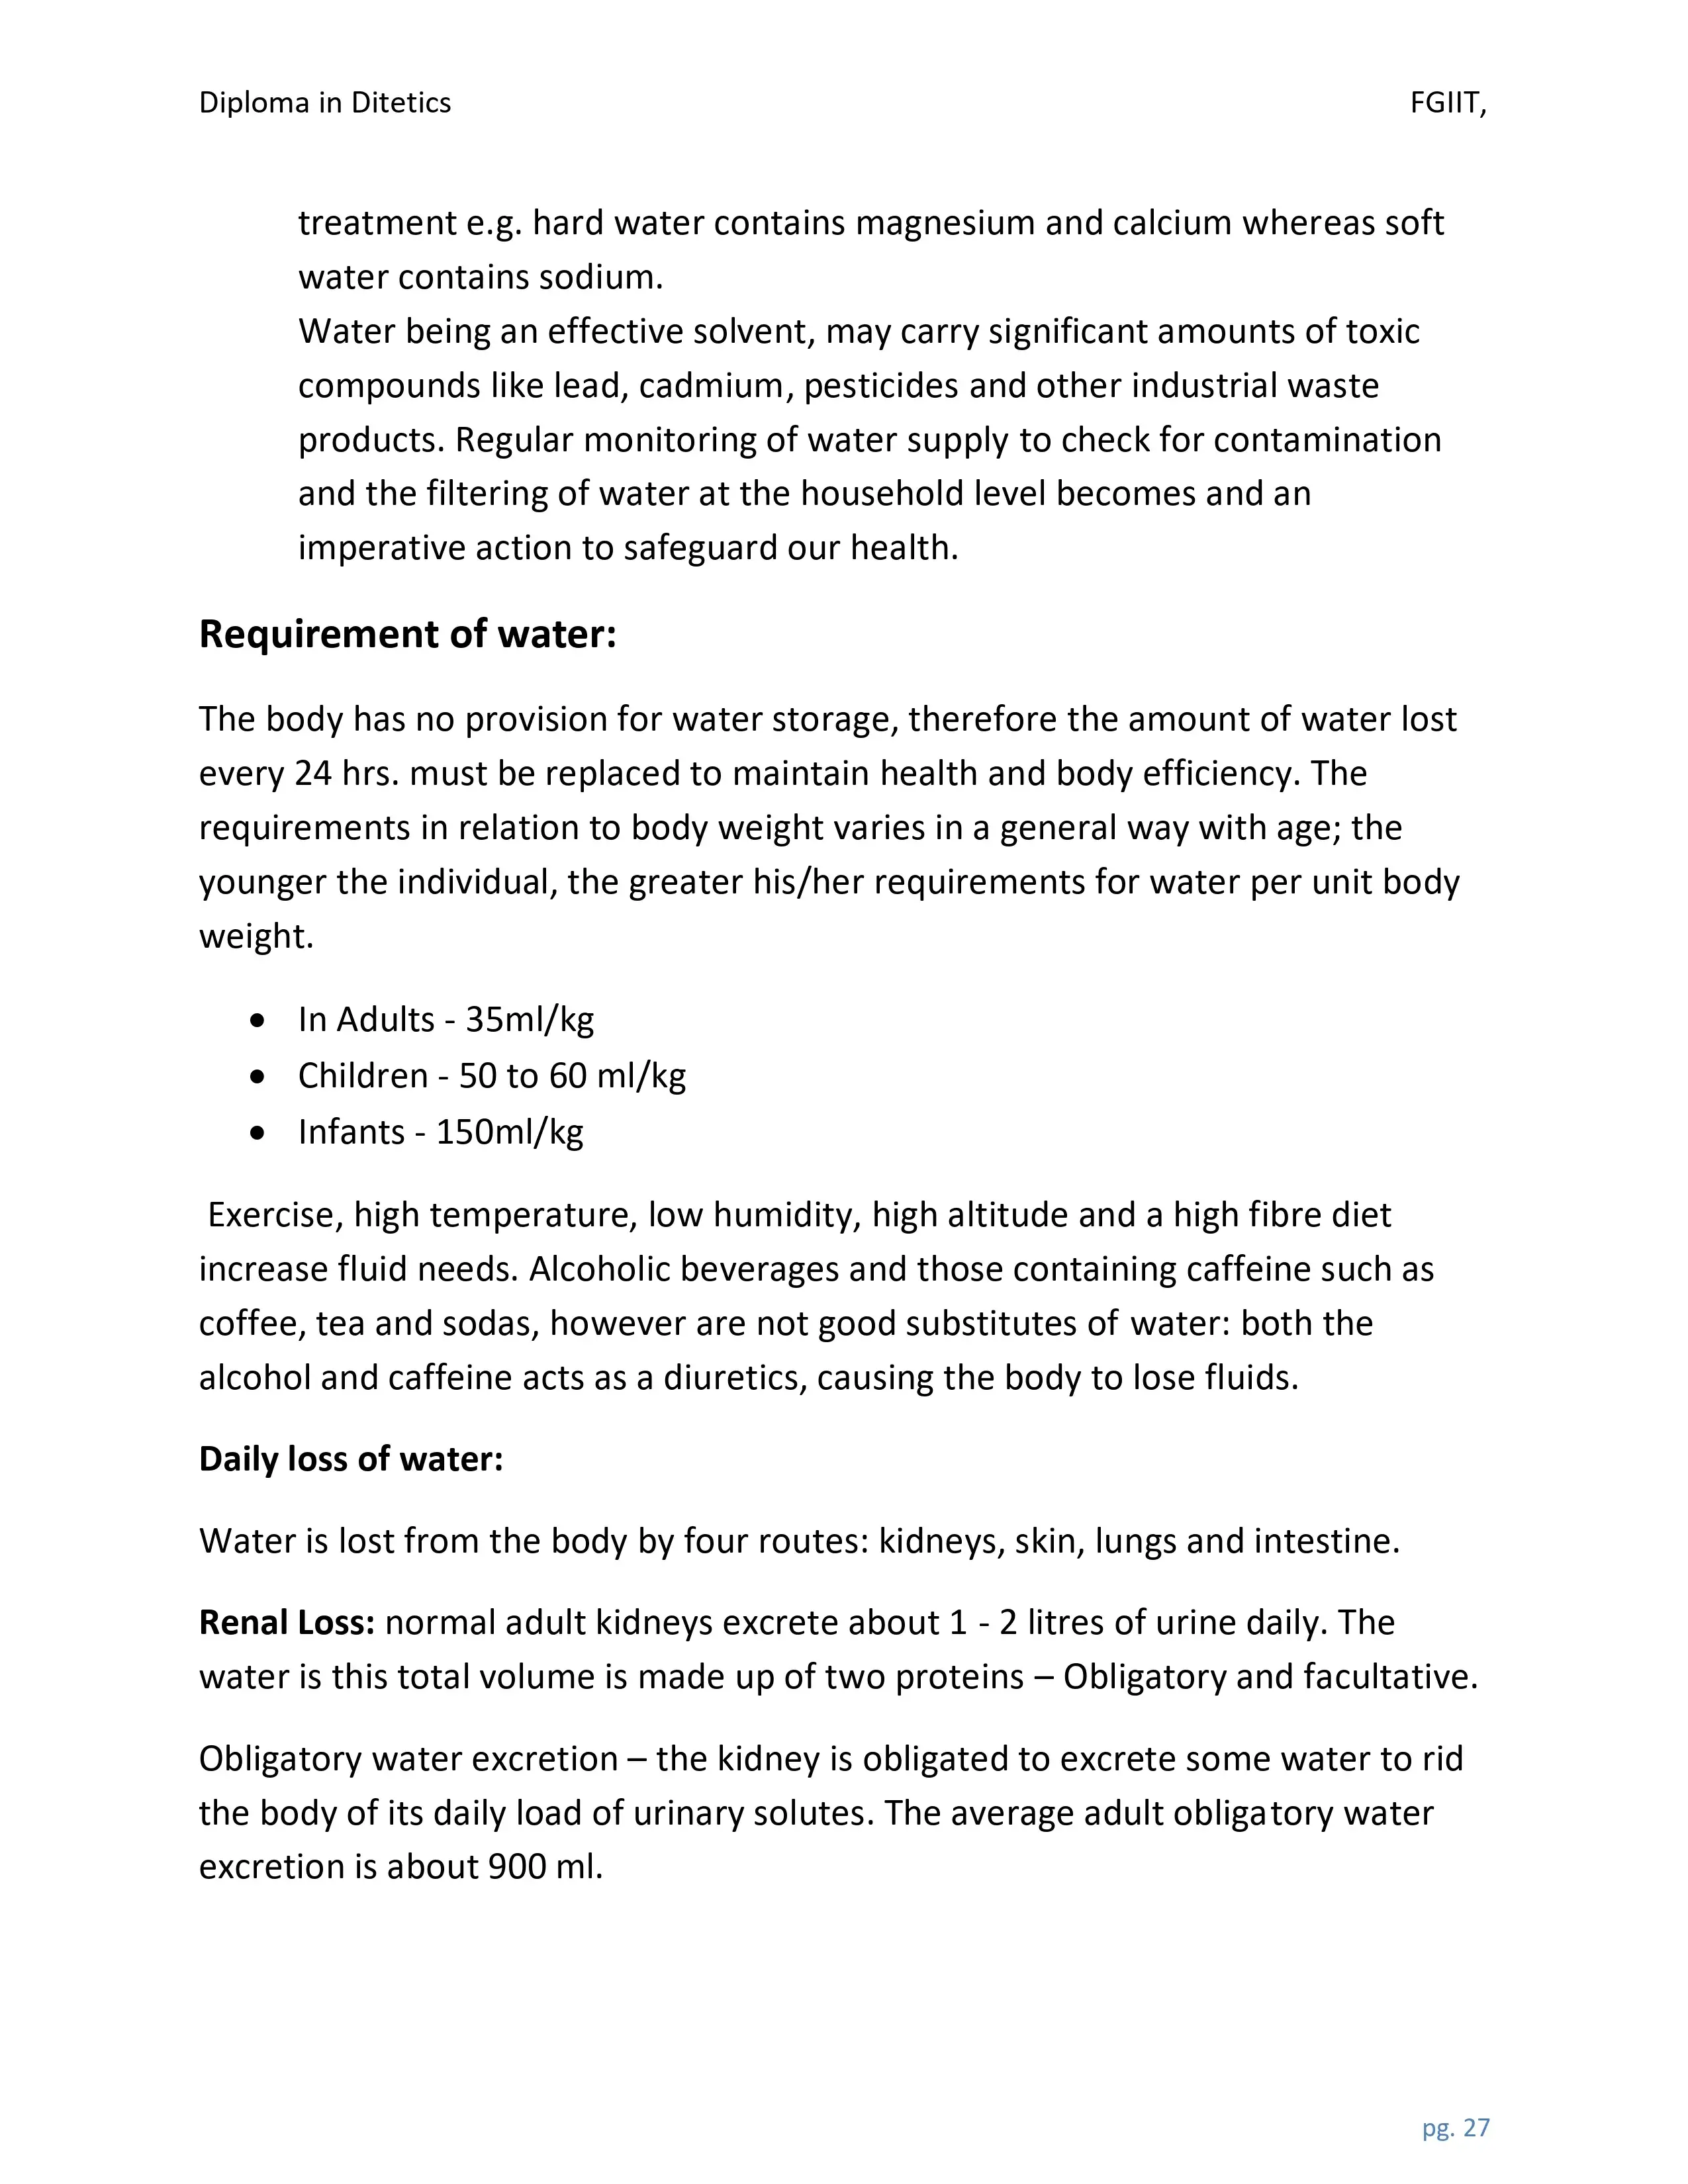 Diploma in Ditetics FGIIT,
treatment e.g. hard water contains magnesium and calcium whereas soft
water contains sodium.
Water being an effective solvent, may carry significant amounts of toxic
compounds like lead, cadmium, pesticides and other industrial waste
products. Regular monitoring of water supply to check for contamination
and the filtering of water at the household level becomes and an
imperative action to safeguard our health.
Requirement of water:
The body has no provision for water storage, therefore the amount of water lost
every 24 hrs. must be replaced to maintain health and body efficiency. The
requirements in relation to body weight varies in a general way with age; the
younger the individual, the greater his/her requirements for water per unit body
weight.
• In Adults - 35ml/kg
• Children - 50 to 60 ml/kg
• Infants - 150ml/kg
Exercise, high temperature, low humidity, high altitude and a high fibre diet
increase fluid needs. Alcoholic beverages and those containing caffeine such as
coffee, tea and sodas, however are not good substitutes of water: both the
alcohol and caffeine acts as a diuretics, causing the body to lose fluids.
Daily loss of water:
Water is lost from the body by four routes: kidneys, skin, lungs and intestine.
Renal Loss: normal adult kidneys excrete about 1 - 2 litres of urine daily. The
water is this total volume is made up of two proteins – Obligatory and facultative.
Obligatory water excretion – the kidney is obligated to excrete some water to rid
the body of its daily load of urinary solutes. The average adult obligatory water
excretion is about 900 ml.
pg. 27